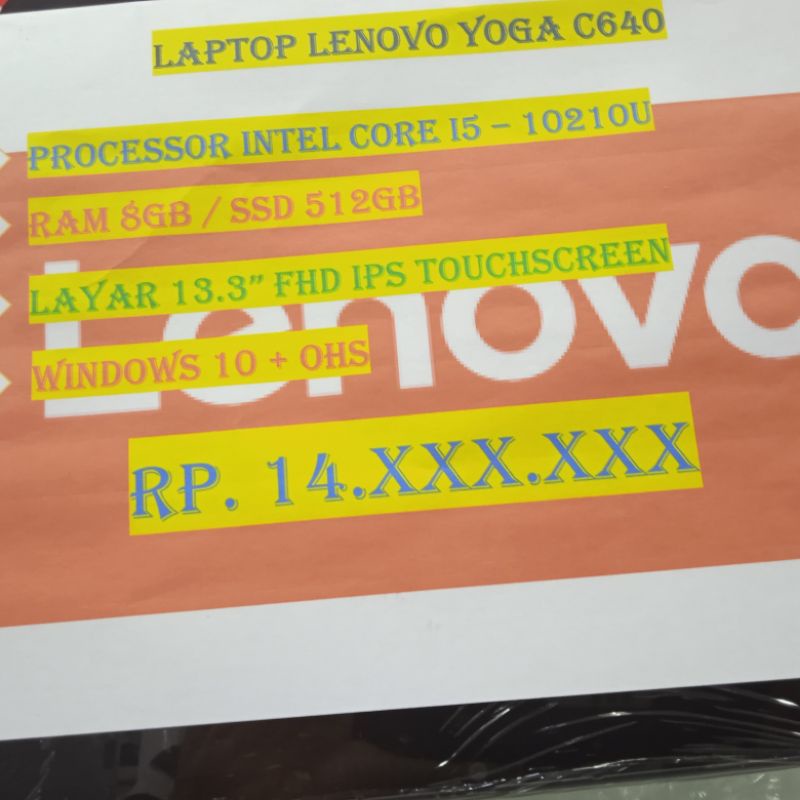 LAPTOP LENOVO YOGA C640
PROCESSOR INTEL CORE I5 – 10210U
RAM 8GB / SSD 512GB
LAYAR 13.3” FHD IPS TOUCHSCREEN
Lenovo
WINDOWS 10 + OHS
RP. 14.XXX.XXX